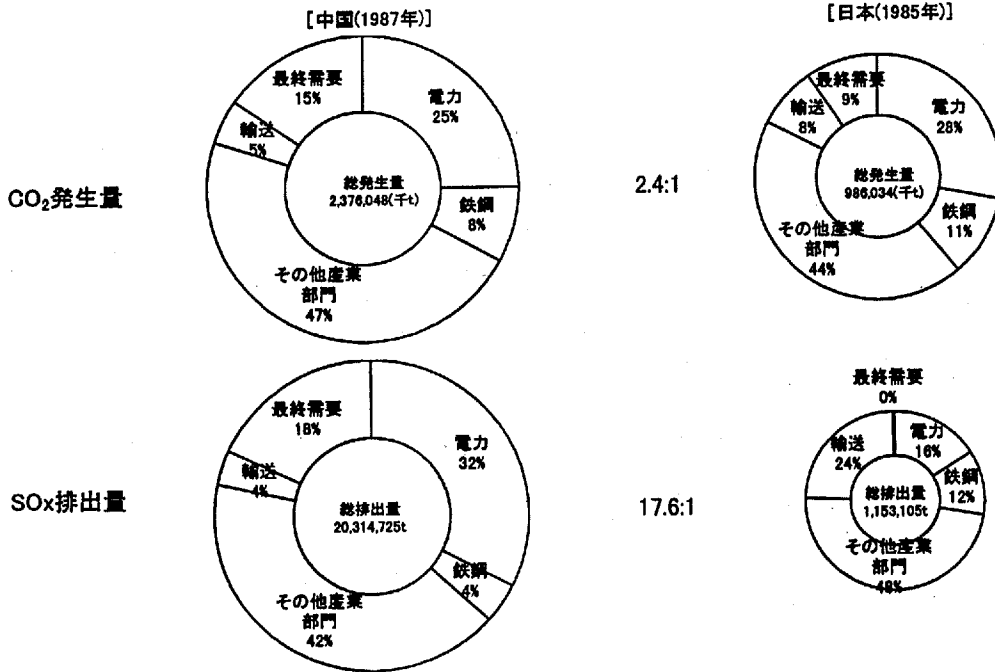 [中国(1987年)]
[日本(1985年)]
CO₂発生量
最終需要
15%
電力
25%
輸送
5%
総発生量
2,376,048(千t)
鉄鋼
8%
その他産業
部門
47%
2.4:1
最終需要
9%
電力
28%
輸送
8%
総発生量
986,034(千t)
鉄鋼
11%
その他産業
44%
SOx排出量
最終需要
18%
電力
32%
輸送
4%
総排出量
20,314,725t
鉄鋼
4%
その他産業
部門
42%
17.6:1
最終需要
0%
電力
16%
輸送
24%
鉄鋼
12%
総排出量
1,153,105t
その他産業
部門
48%